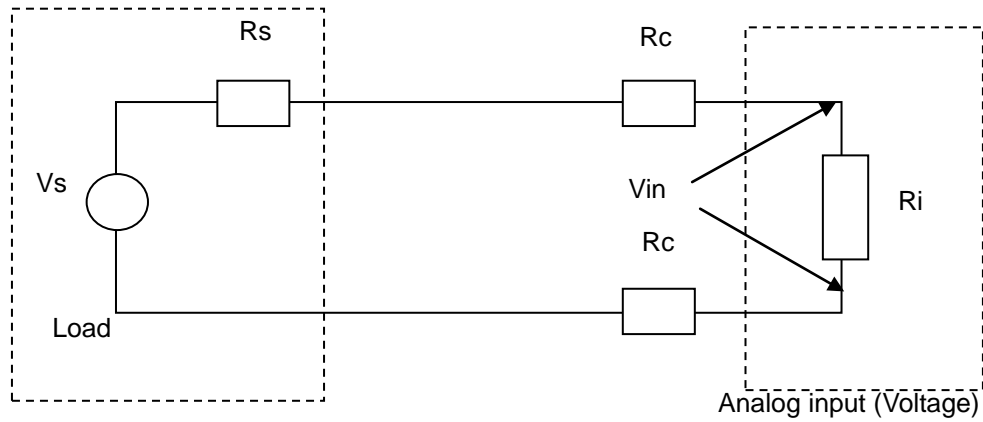 Rs
Rc
Vs
Vin
Ri
Rc
Load
Analog input (Voltage)